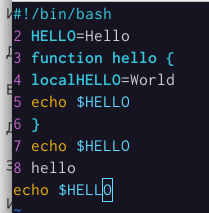 #!/bin/bash
2 HELLO=Hello
3 function hello {
4 localHELLO=World
5 echo $HELLO
6 }
7 echo $HELLO
8 hello
echo $HELLO
~